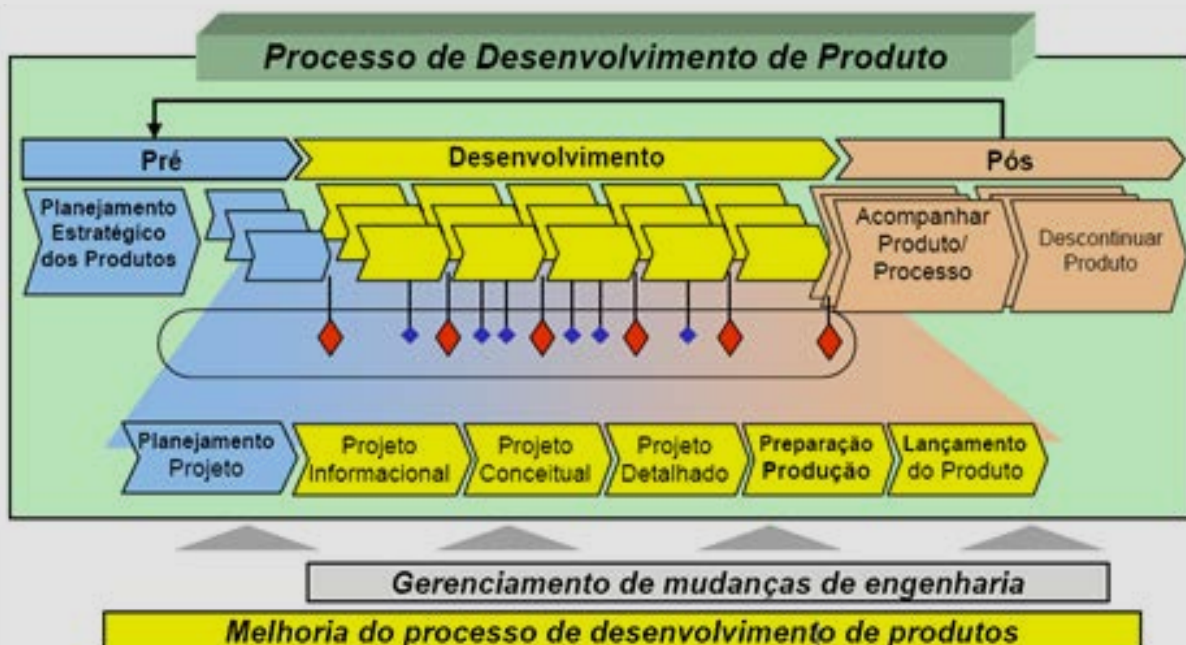 Processo de Desenvolvimento de Produto
Pré
Desenvolvimento
Pós
Planejamento
Estratégico
dos Produtos
Acompanhar
Produto/
Processo
Descontinuar
Produto
Planejamento
Projeto
Projeto
Informacional
Projeto
Conceitual
Projeto
Detalhado
Preparação
Produção
Lançamento
do Produto
Gerenciamento de mudanças de engenharia
Melhoria do processo de desenvolvimento de produtos